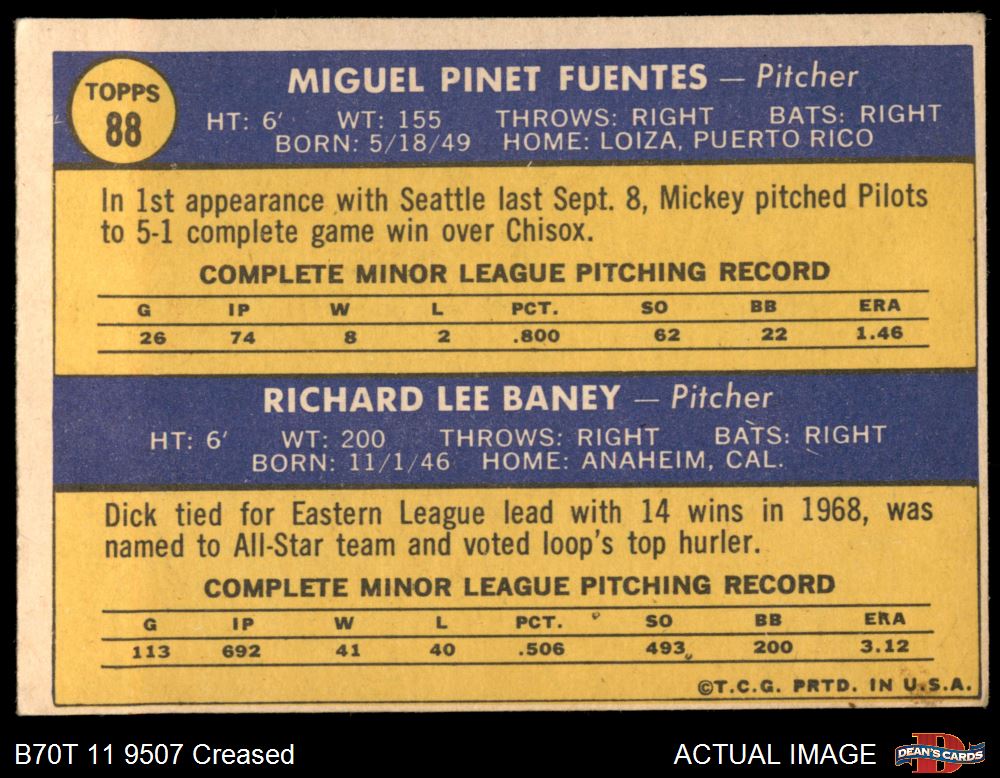 TOPPS
88
MIGUEL PINET FUENTES — Pitcher
HT: 6' WT: 155 THROWS: RIGHT BATS: RIGHT
BORN: 5/18/49 HOME: LOIZA, PUERTO RICO
In 1st appearance with Seattle last Sept. 8, Mickey pitched Pilots
to 5-1 complete game win over Chisox.
COMPLETE MINOR LEAGUE PITCHING RECORD
G IP W L PCT. SO BB ERA
26 74 8 2 .800 62 22 1.46
RICHARD LEE BANEY — Pitcher
HT: 6' WT: 200 THROWS: RIGHT BATS: RIGHT
BORN: 11/1/46 HOME: ANAHEIM, CAL.
Dick tied for Eastern League lead with 14 wins in 1968, was
named to All-Star team and voted loop's top hurler.
COMPLETE MINOR LEAGUE PITCHING RECORD
G IP W L PCT. SO BB ERA
113 692 41 40 .506 493 200 3.12
©T.C.G. PRTD. IN U.S.A.
B70T 11 9507 Creased
ACTUAL IMAGE
DEAN'S CARDS